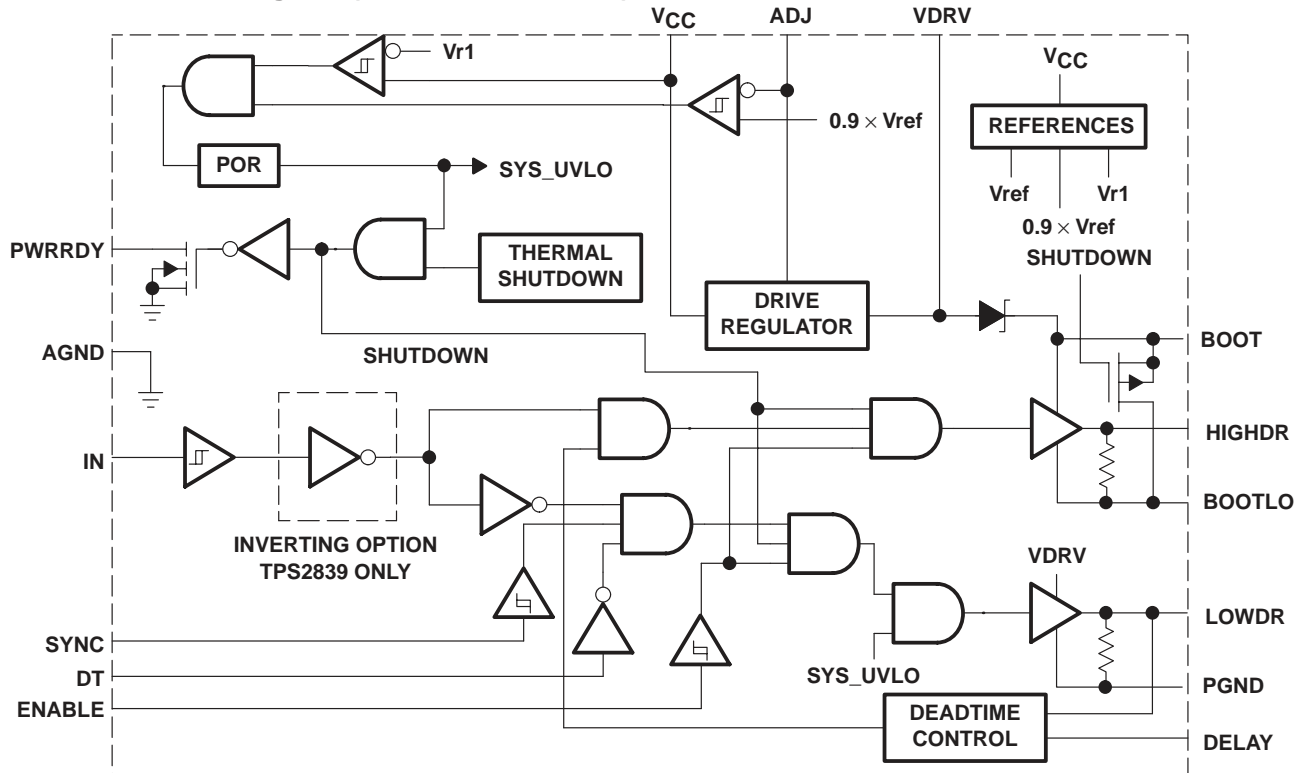 VCC
ADJ
VDRV
Vr1
VCC
0.9 × Vref
REFERENCES
POR
SYS_UVLO
Vref
Vr1
0.9 × Vref
PWRRDY
THERMAL
SHUTDOWN
SHUTDOWN
DRIVE
REGULATOR
AGND
SHUTDOWN
BOOT
IN
HIGHDR
BOOTLO
INVERTING OPTION
TPS2839 ONLY
VDRV
SYNC
LOWDR
DT
SYS_UVLO
PGND
ENABLE
DEADTIME
CONTROL
DELAY